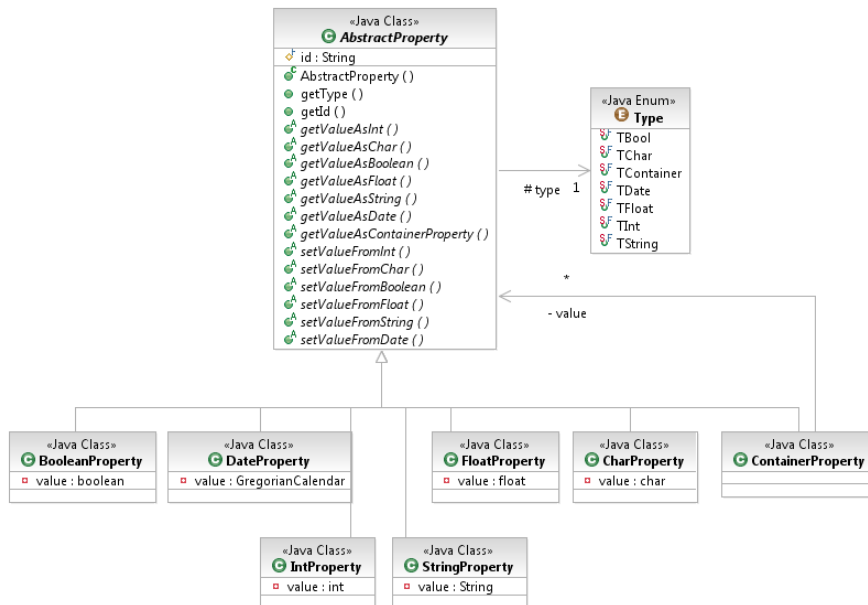 «Java Class»
AbstractProperty
id : String
AbstractProperty ( )
getType ( )
getId ( )
getValueAsInt ( )
getValueAsChar ( )
getValueAsBoolean ( )
getValueAsFloat ( )
getValueAsString ( )
getValueAsDate ( )
getValueAsContainerProperty ( )
setValueFromInt ( )
setValueFromChar ( )
setValueFromBoolean ( )
setValueFromFloat ( )
setValueFromString ( )
setValueFromDate ( )
# type
1
«Java Enum»
Type
TBool
TChar
TContainer
TDate
TFloat
TInt
TString
*
- value
«Java Class»
BooleanProperty
value : boolean
«Java Class»
DateProperty
value : GregorianCalendar
«Java Class»
FloatProperty
value : float
«Java Class»
CharProperty
value : char
«Java Class»
ContainerProperty
«Java Class»
IntProperty
value : int
«Java Class»
StringProperty
value : String